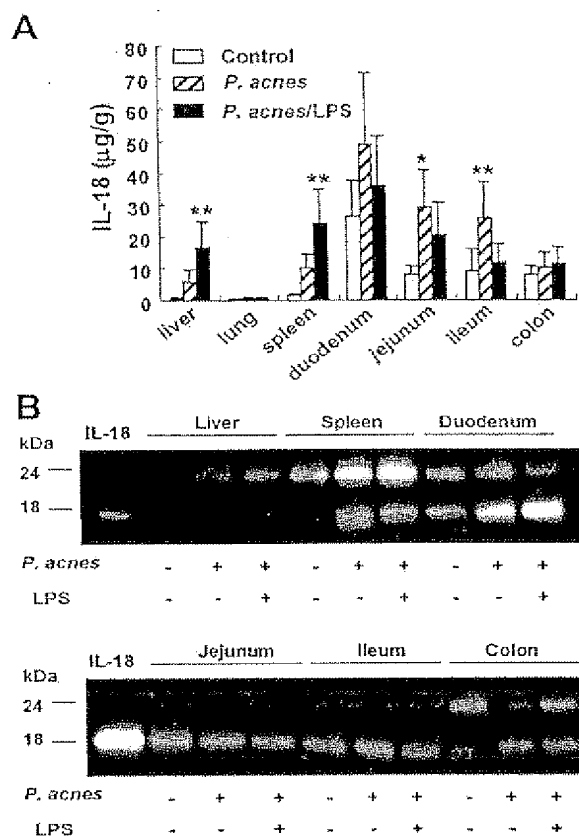 A
80
70
60
50
40
30
20
10
0
IL-18 (μg/g)
Control
P. acnes
P. acnes/LPS
**
**
*
**
liver
lung
spleen
duodenum
jejunum
ileum
colon
B
IL-18 Liver Spleen Duodenum
kDa
24
18
P. acnes - + + - + + - + +
LPS - - + - - + - - +
IL-18 Jejunum Ileum Colon
kDa
24
18
P. acnes - + + - + + - + +
LPS - - + - - + - - +